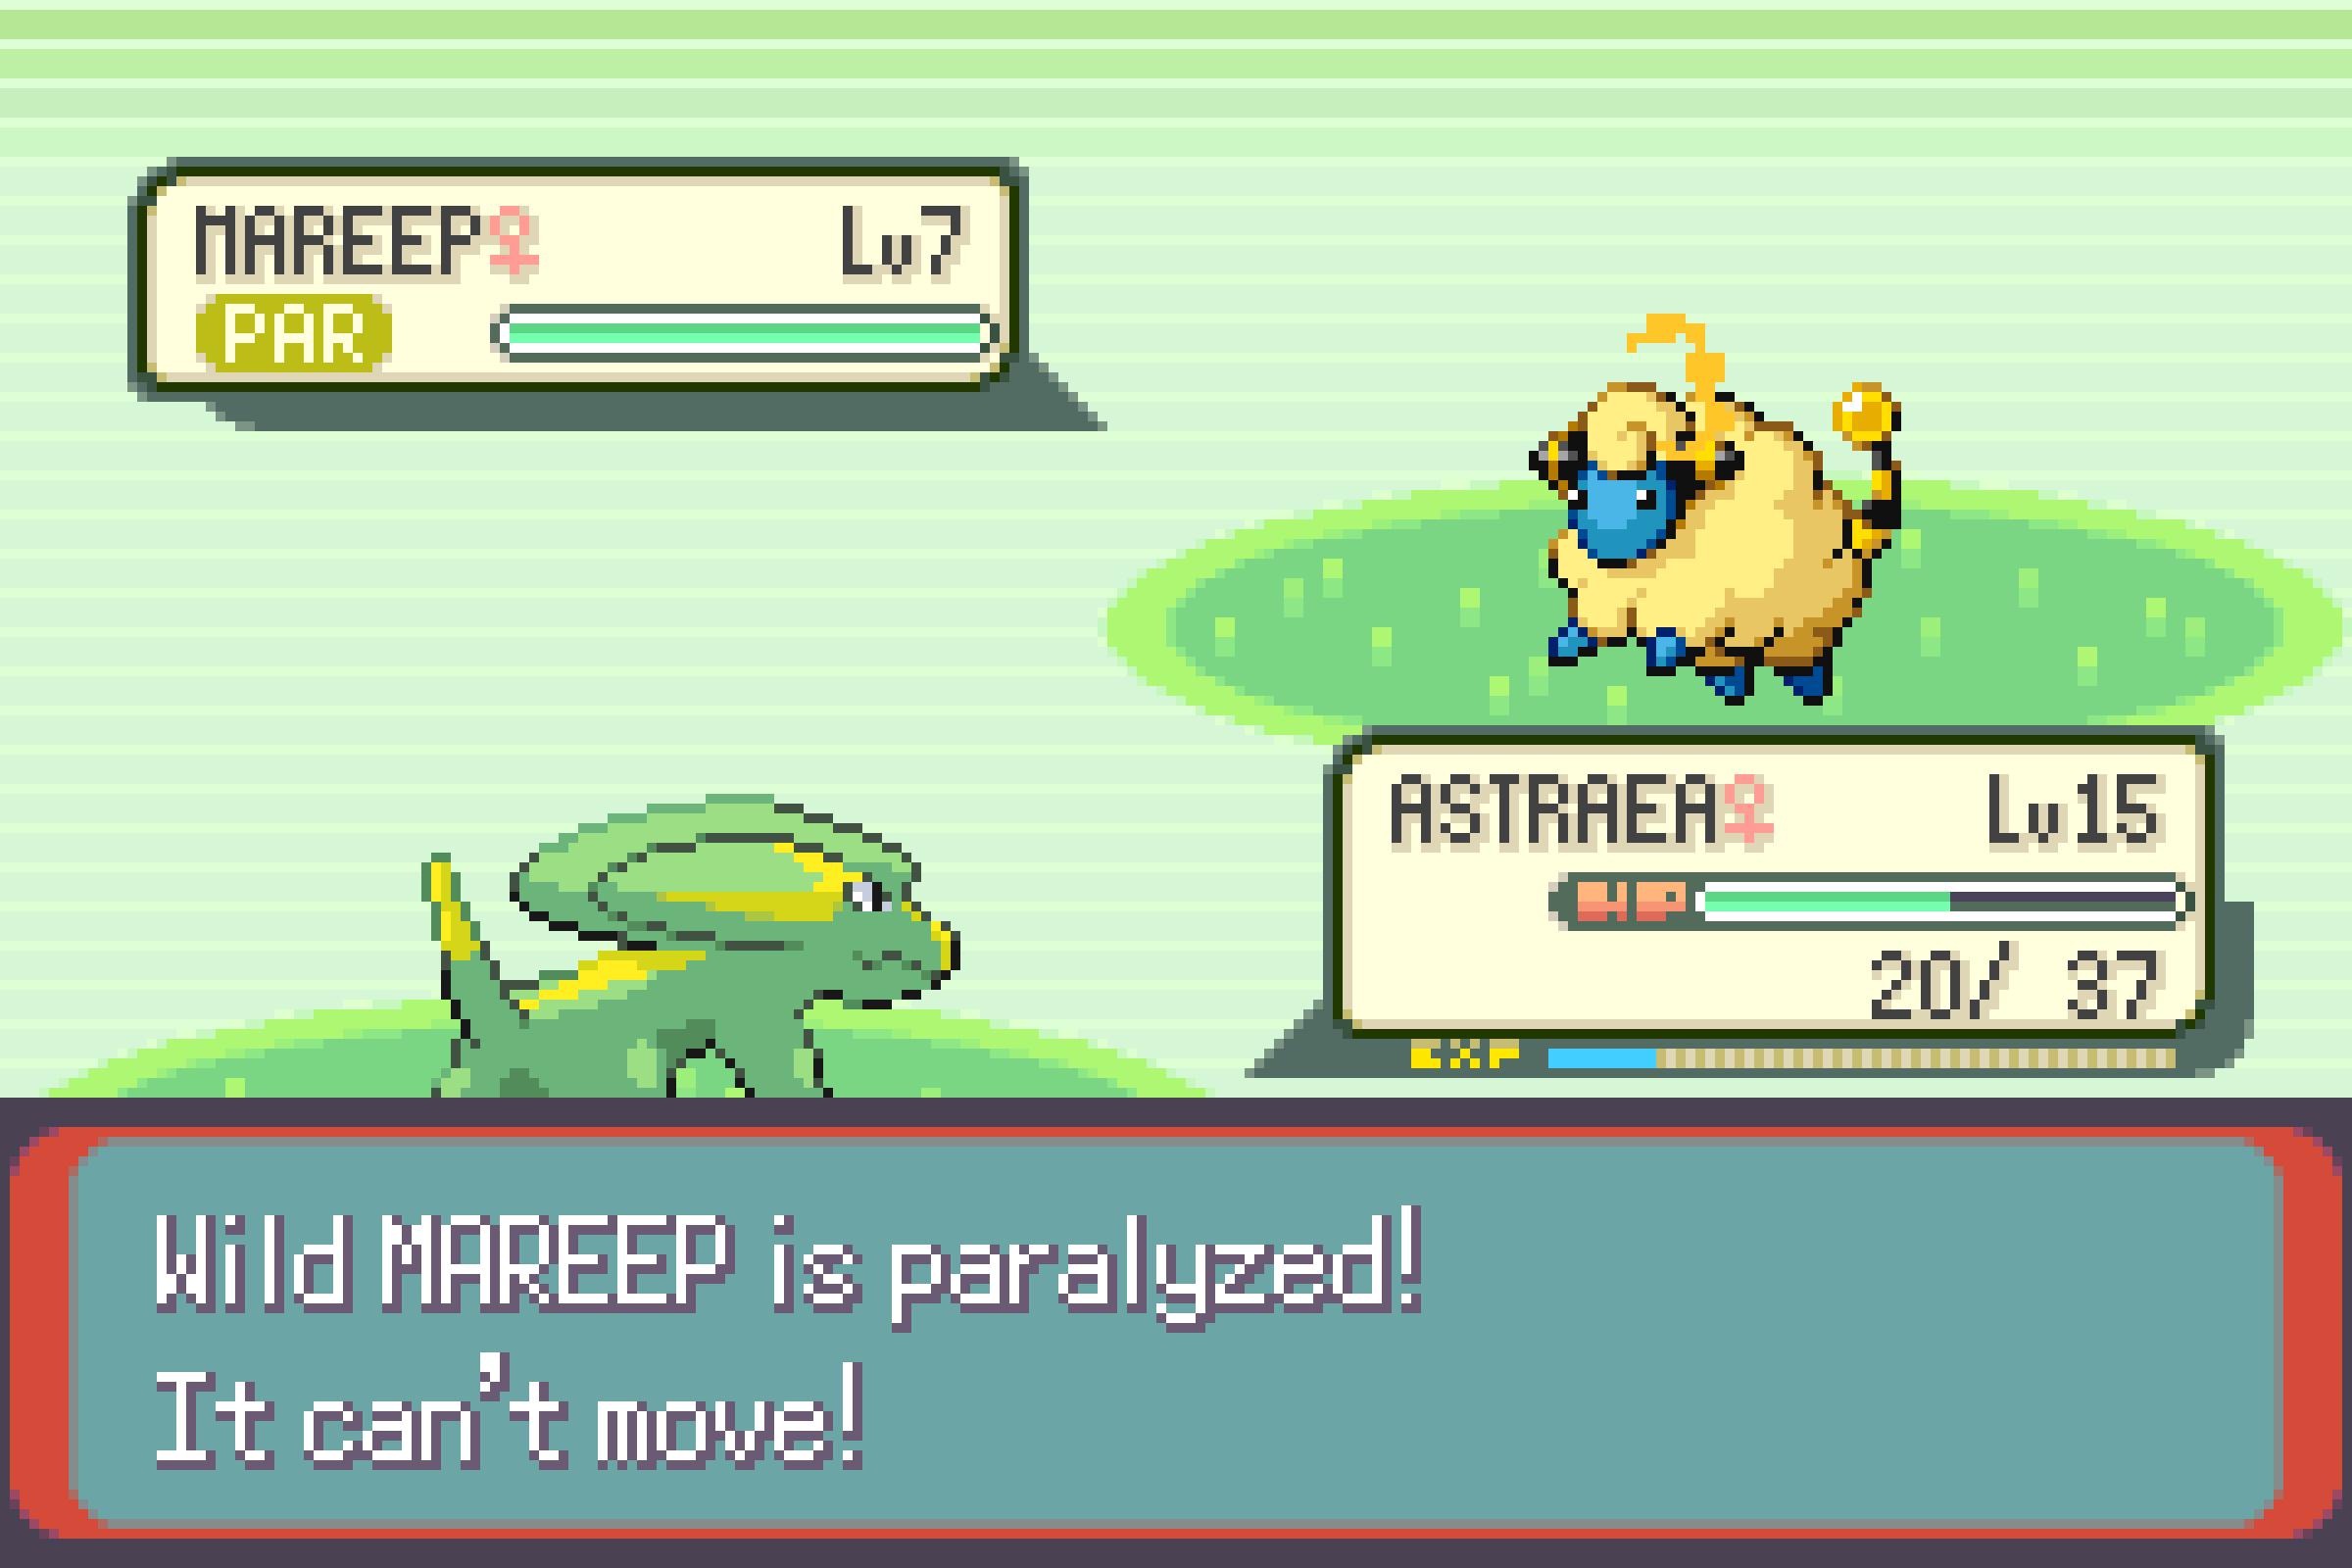 MAREEP♀ Lv7
PAR
ASTRAEA♀ Lv15
HP
20/ 37
EXP
Wild MAREEP is paralyzed!
It can't move!